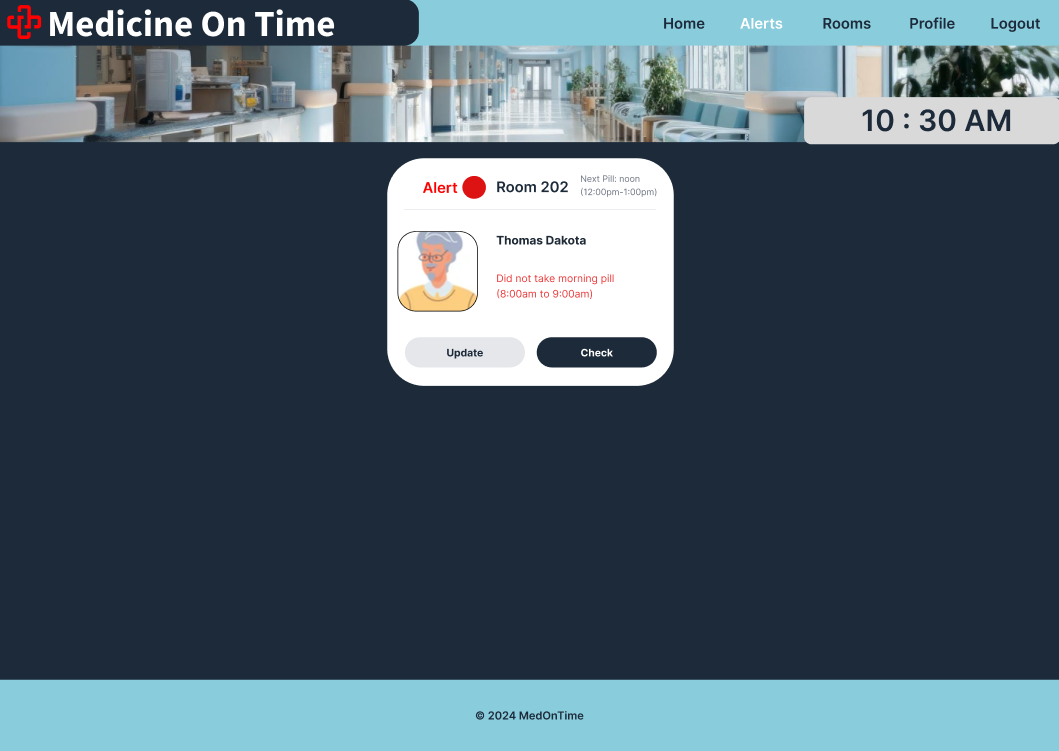 Medicine On Time
Home
Alerts
Rooms
Profile
Logout
10 : 30 AM
Alert
Room 202
Next Pill: noon
(12:00pm-1:00pm)
Thomas Dakota
Did not take morning pill
(8:00am to 9:00am)
Update
Check
© 2024 MedOnTime